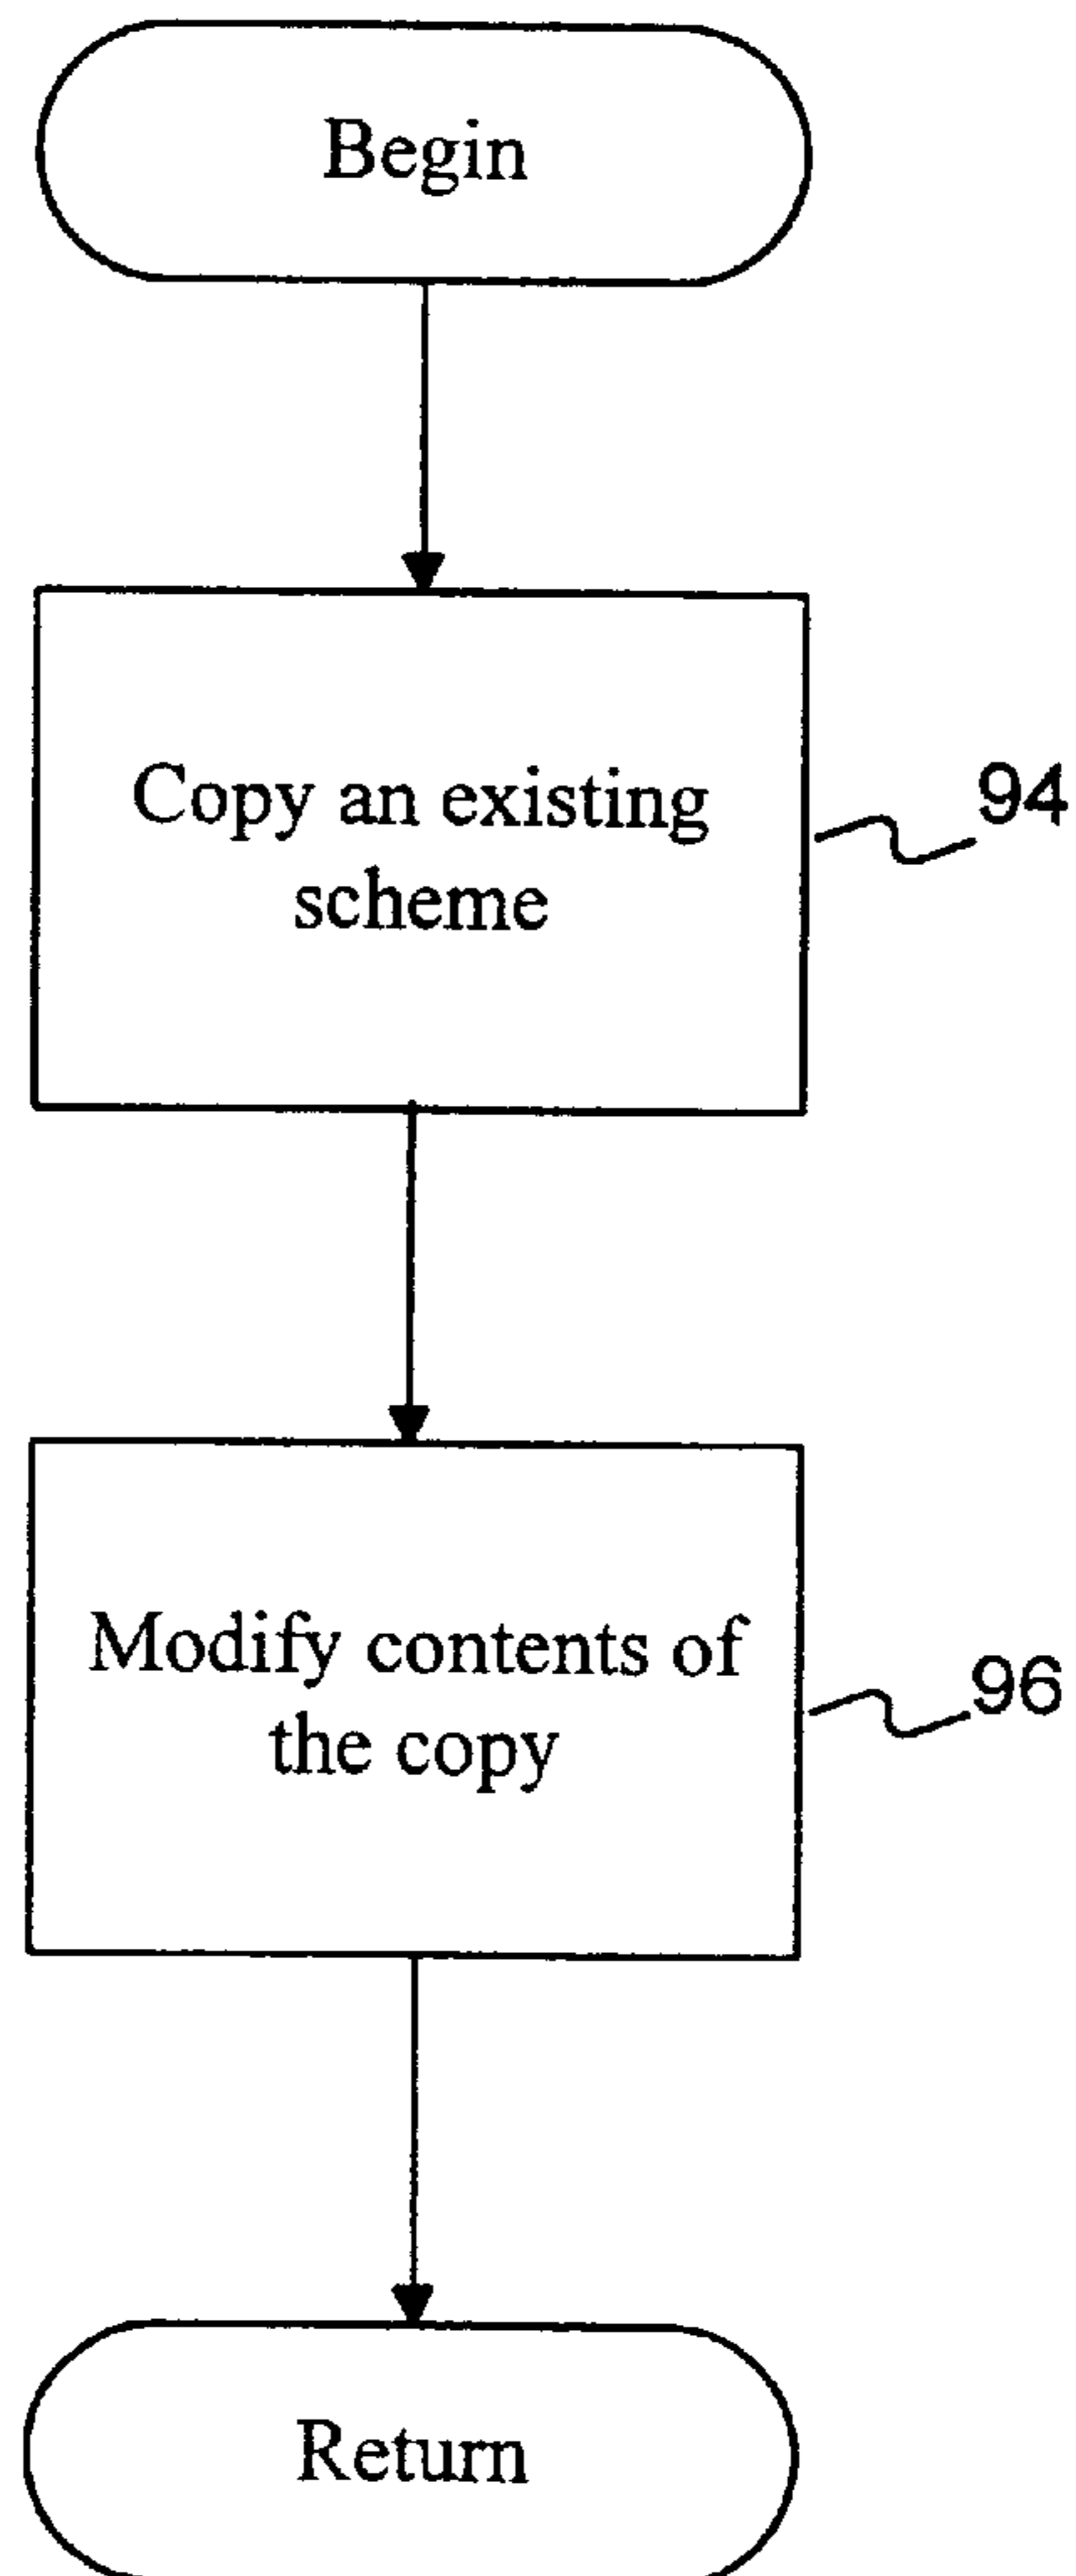 Begin
Copy an existing
scheme
94
Modify contents of
the copy
96
Return